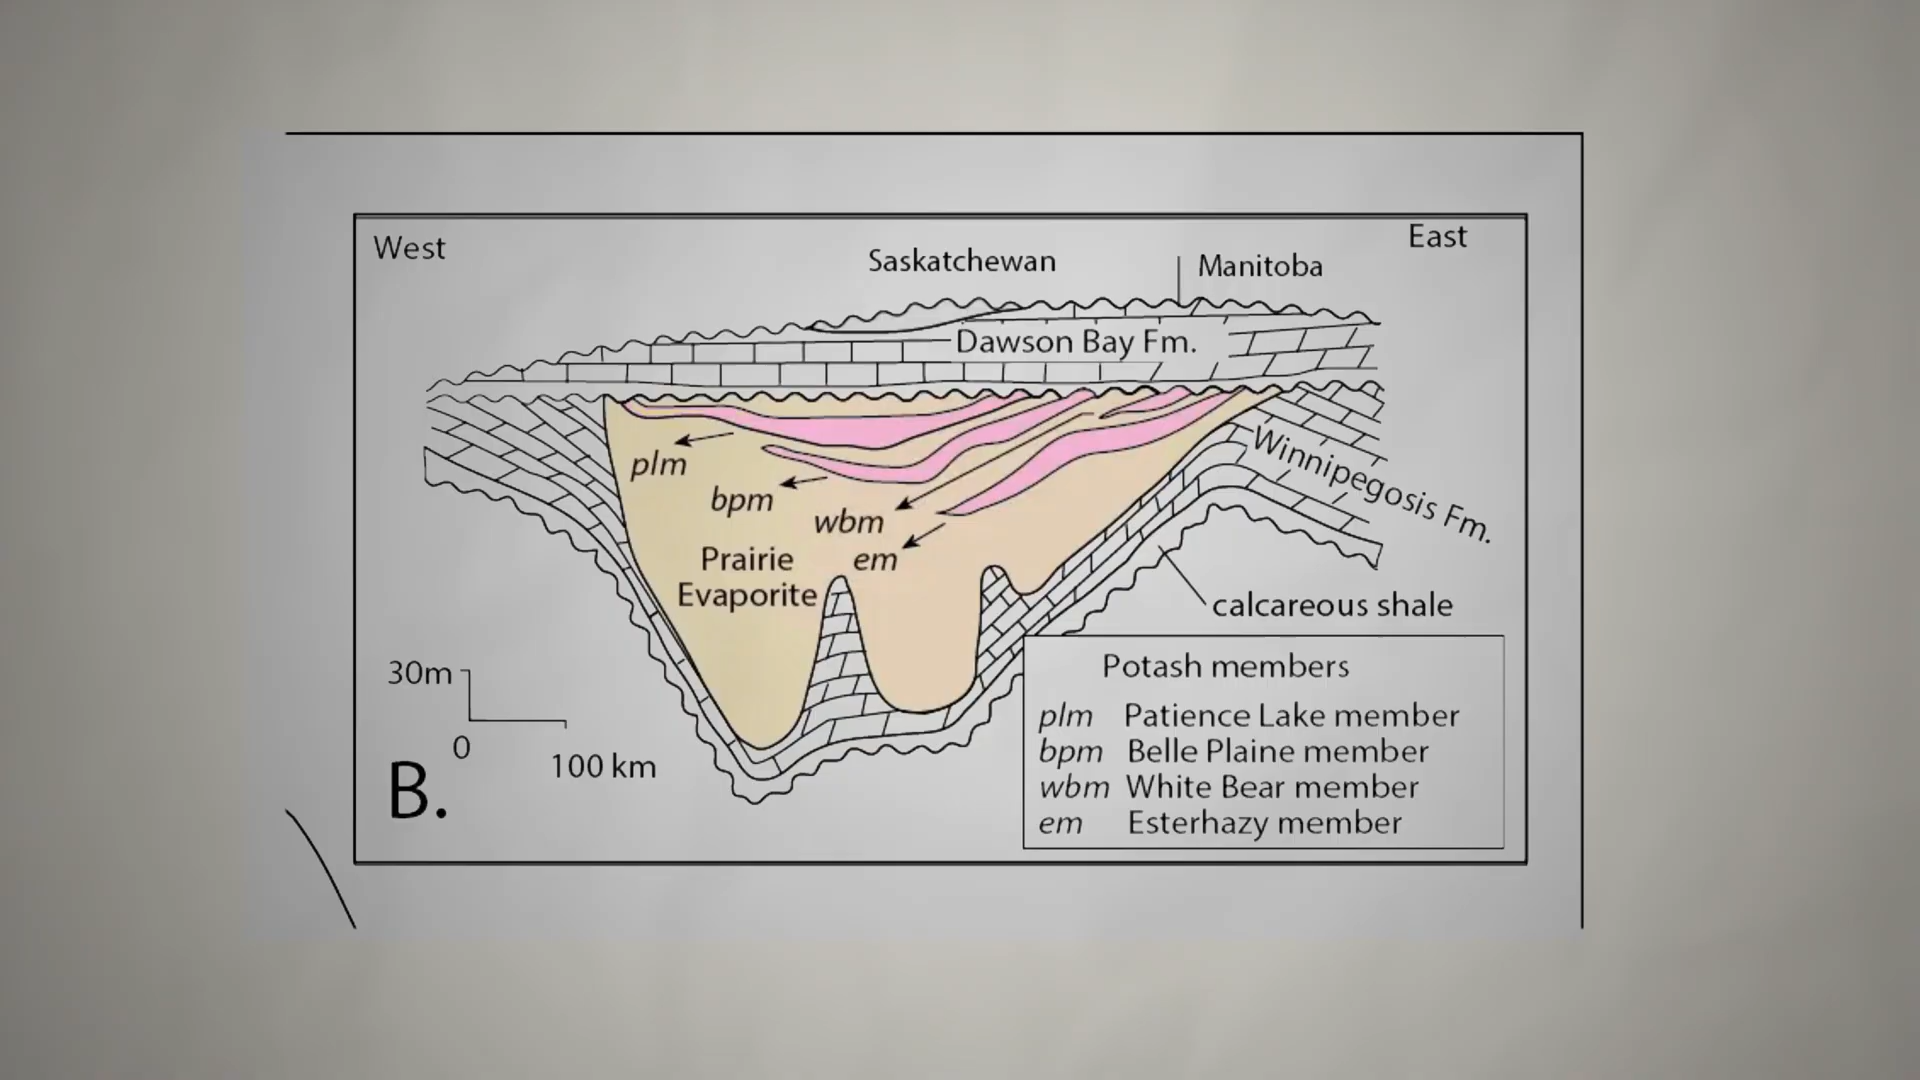 West
East
Saskatchewan
Manitoba
Dawson Bay Fm.
Winnipegosis Fm.
plm
bpm
wbm
em
Prairie
Evaporite
calcareous shale
30m
0
100 km
B.
Potash members
plm Patience Lake member
bpm Belle Plaine member
wbm White Bear member
em Esterhazy member